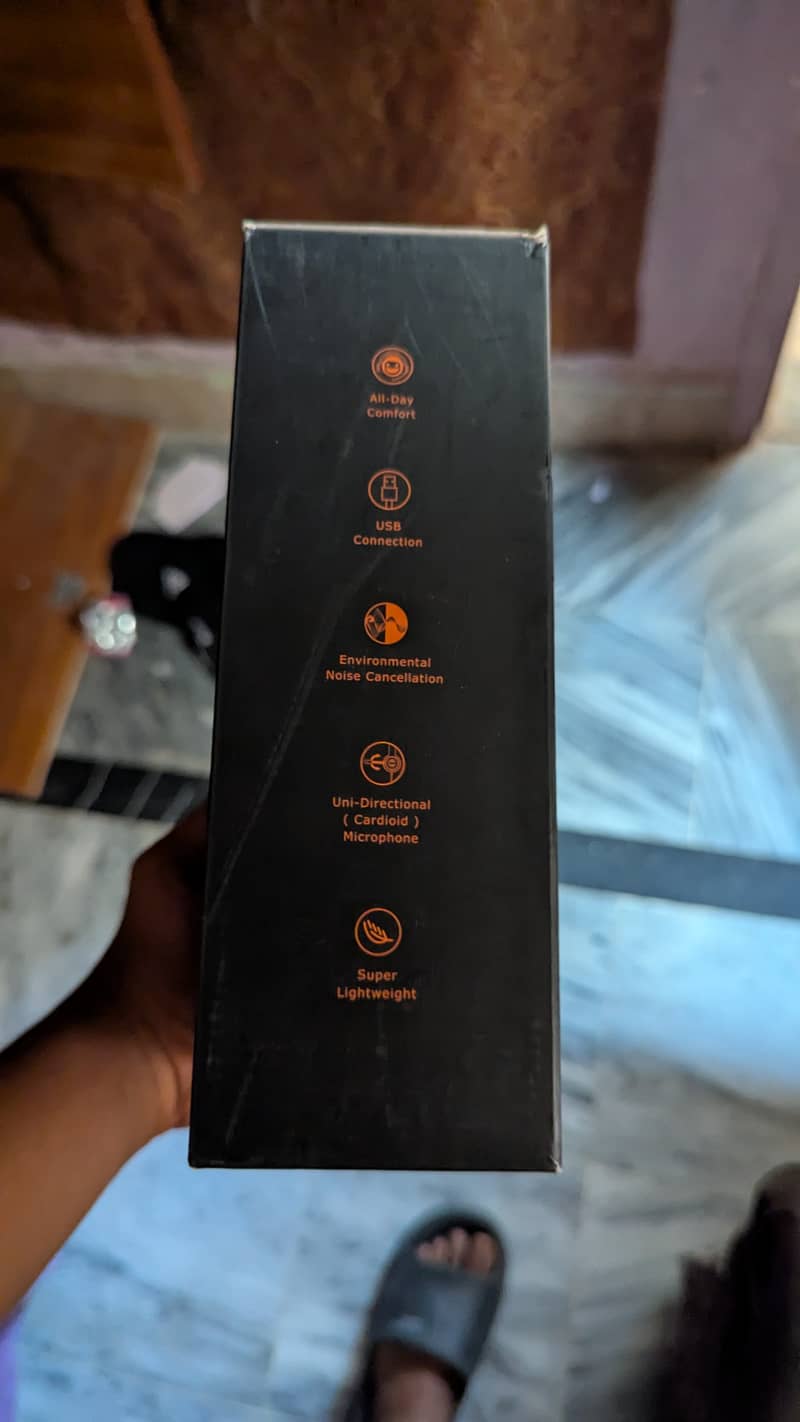 All-Day
Comfort
USB
Connection
Environmental
Noise Cancellation
Uni-Directional
( Cardioid )
Microphone
Super
Lightweight